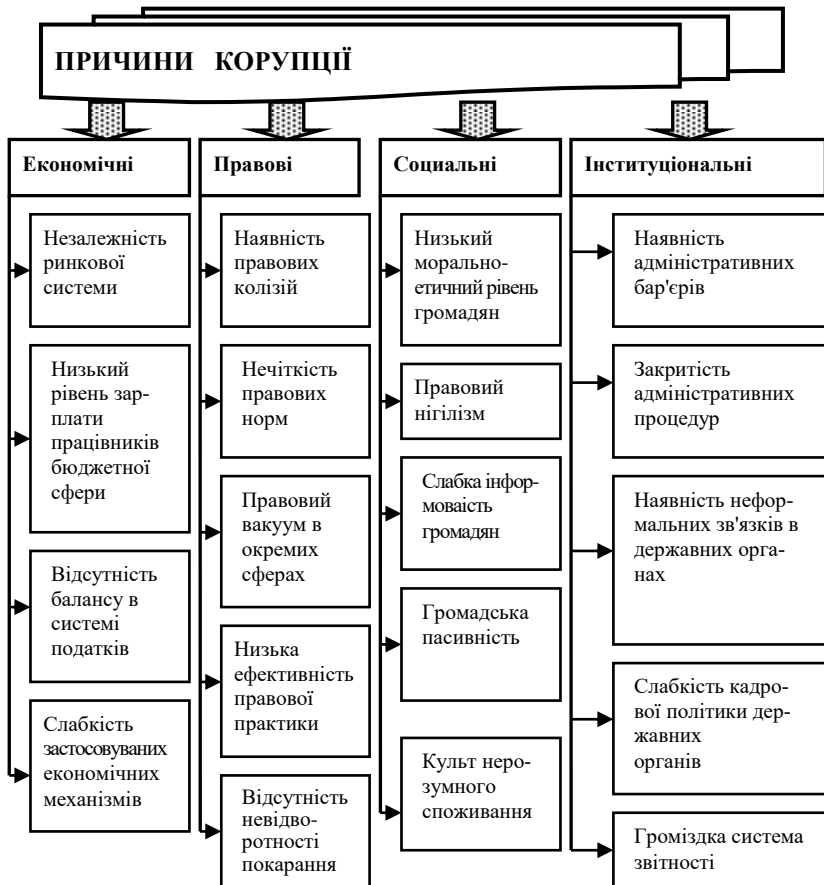 ПРИЧИНИ КОРУПЦІЇ
Економічні
Незалежність
ринкової
системи
Низький
рівень зар-
плати
працівників
бюджетної
сфери
Відсутність
балансу в
системі
податків
Слабкість
застосовуваних
економічних
механізмів
Правові
Наявність
правових
колізій
Нечіткість
правових
норм
Правовий
вакуум в
окремих
сферах
Низька
ефективність
правової
практики
Відсутність
невідво-
ротності
покарання
Социальні
Низький
морально-
етичний рівень
громадян
Правовий
нігілізм
Слабка інфор-
моваість
громадян
Громадська
пасивність
Культ неро-
зумного
споживання
Інституціональні
Наявність
адміністративних
бар'єрів
Закритість
адміністративних
процедур
Наявність нефор-
мальних зв'язків в
державних орга-
нах
Слабкість кадро-
вої політики дер-
жавних
органів
Громіздка система
звітності